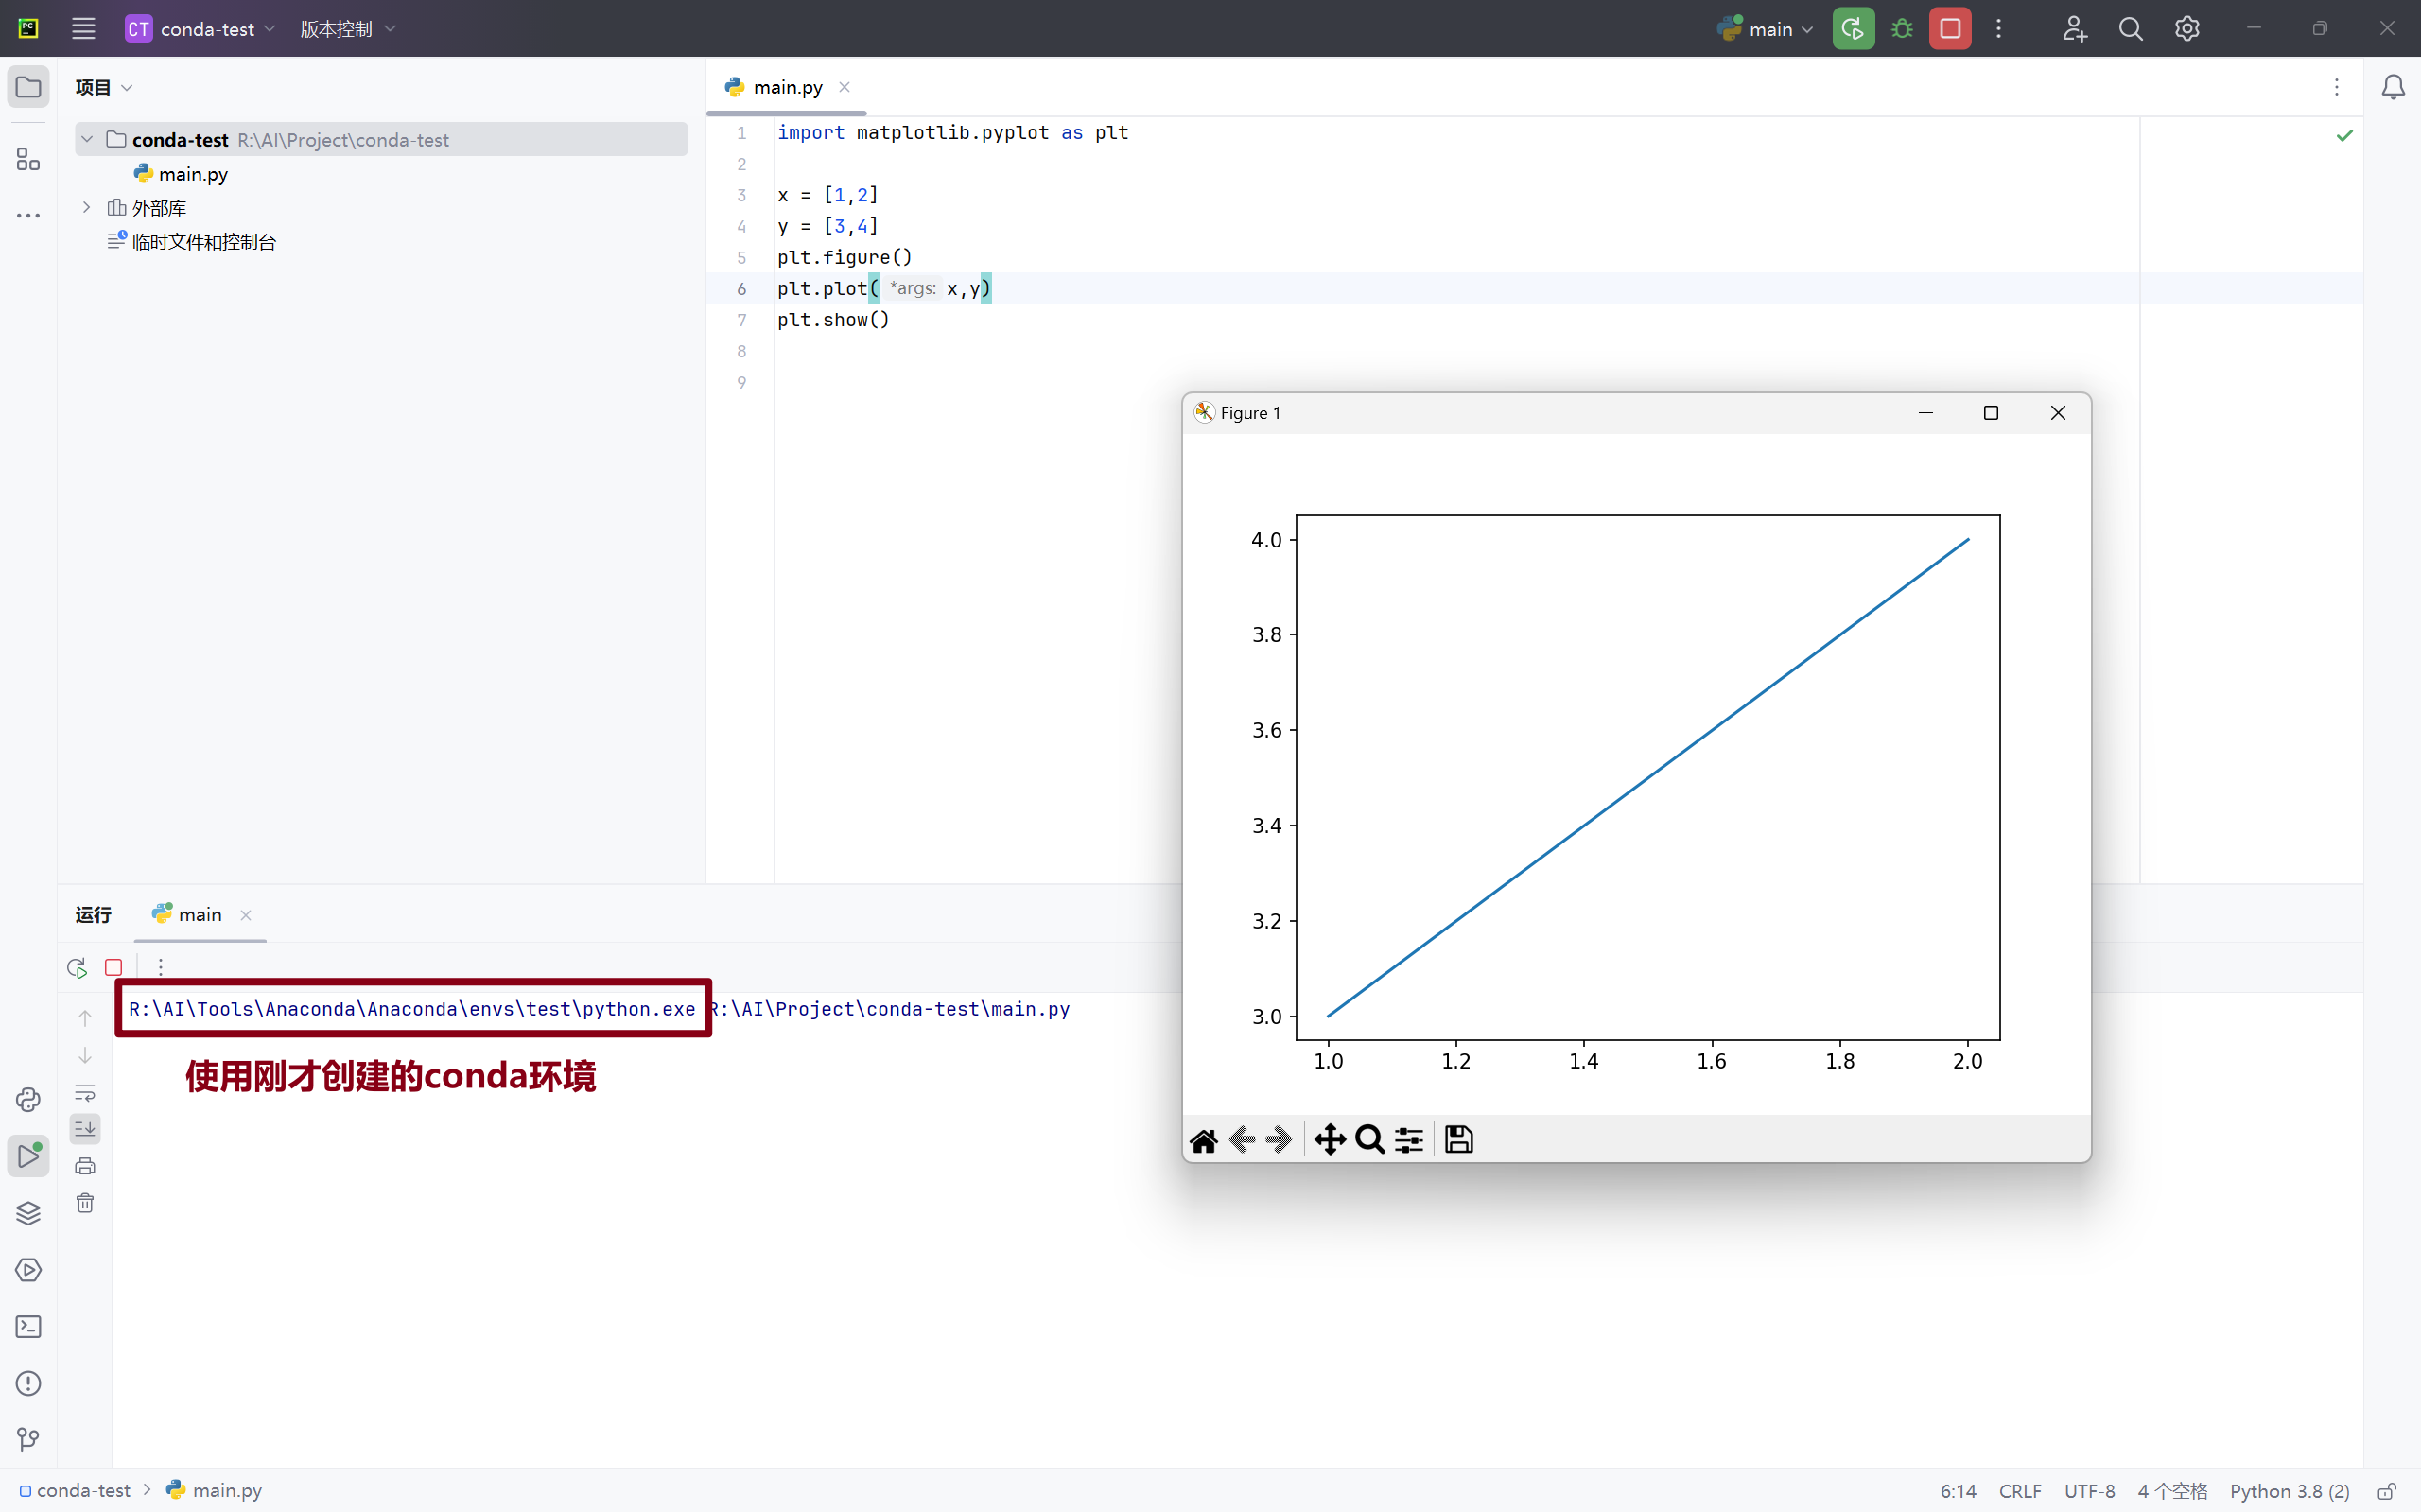 PC
CT conda-test 版本控制 main
项目
main.py
conda-test R:\AI\Project\conda-test
main.py
外部库
临时文件和控制台
1 import matplotlib.pyplot as plt
2
3 x = [1,2]
4 y = [3,4]
5 plt.figure()
6 plt.plot( *args: x,y)
7 plt.show()
8
9
Figure 1
4.0
3.8
3.6
3.4
3.2
3.0
1.0 1.2 1.4 1.6 1.8 2.0
运行 main
R:\AI\Tools\Anaconda\Anaconda\envs\test\python.exe R:\AI\Project\conda-test\main.py
使用刚才创建的conda环境
conda-test > main.py
6:14 CRLF UTF-8 4 个空格 Python 3.8 (2)